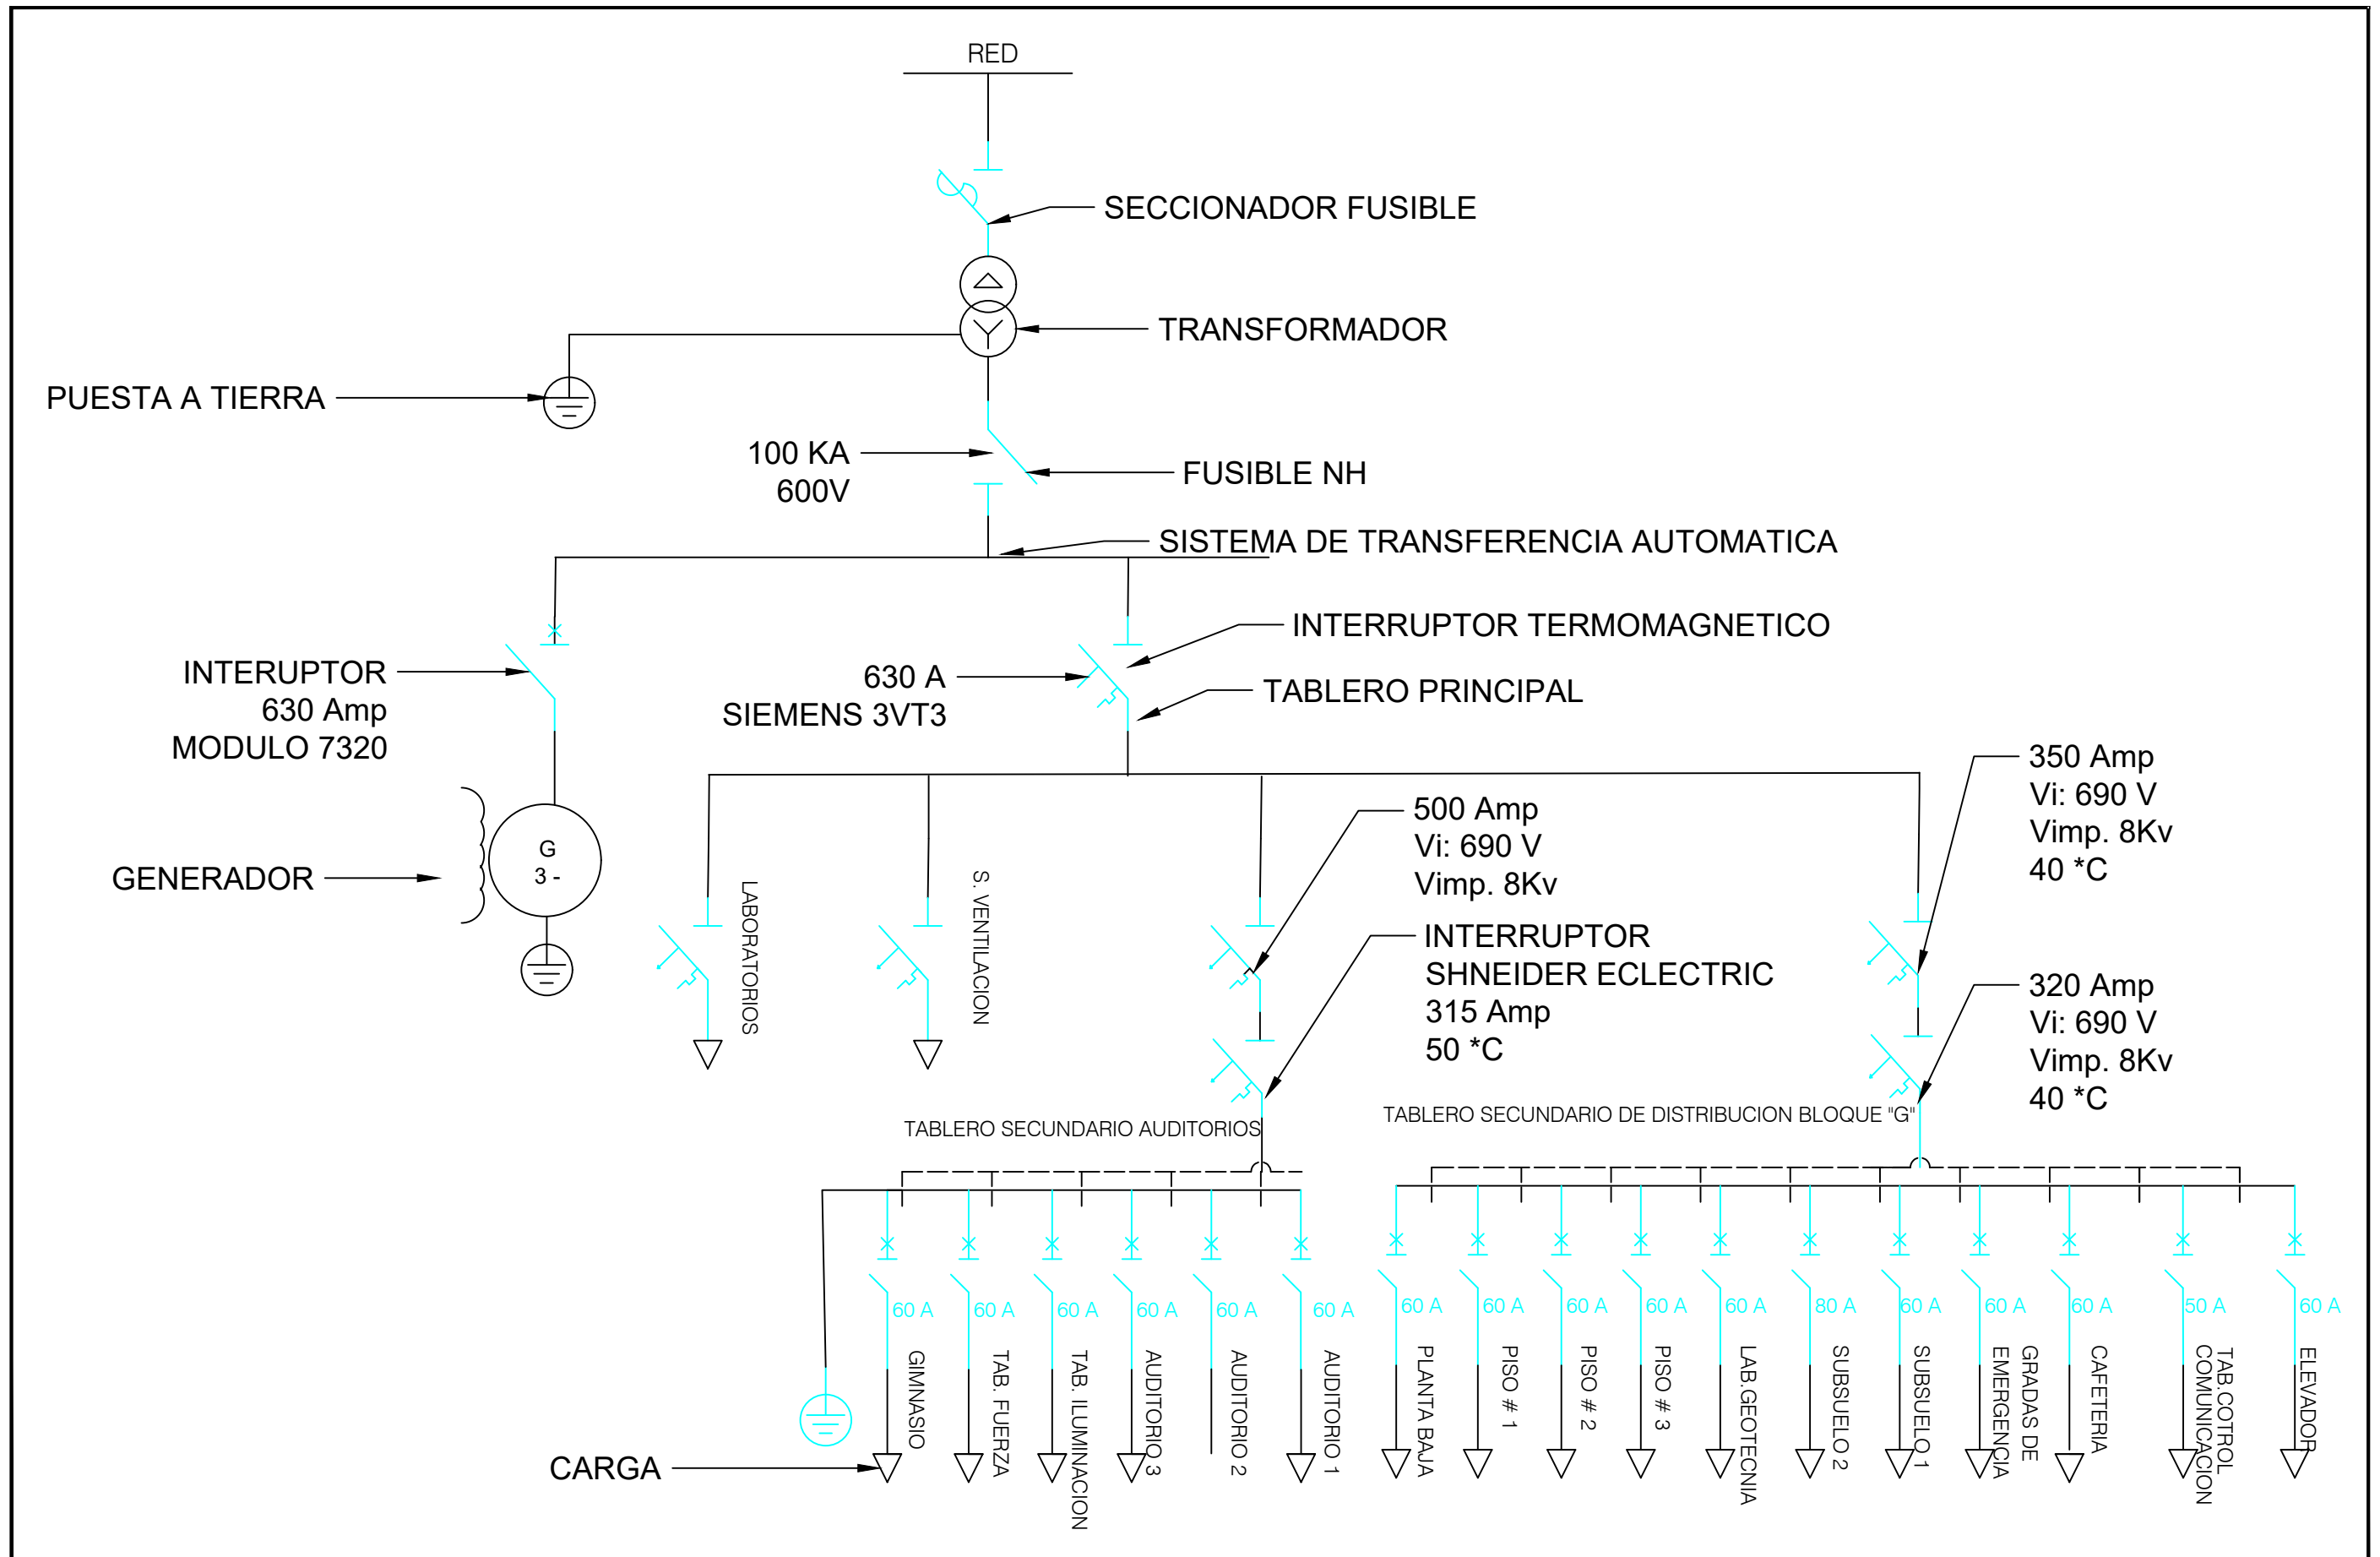 RED
SECCIONADOR FUSIBLE
TRANSFORMADOR
PUESTA A TIERRA
100 KA
600V
FUSIBLE NH
SISTEMA DE TRANSFERENCIA AUTOMATICA
INTERRUPTOR TERMOMAGNETICO
INTERUPTOR
630 Amp
MODULO 7320
630 A
SIEMENS 3VT3
TABLERO PRINCIPAL
350 Amp
Vi: 690 V
Vimp. 8Kv
40 *C
500 Amp
Vi: 690 V
Vimp. 8Kv
G
3 -
GENERADOR
LABORATORIOS
S. VENTILACION
INTERRUPTOR
SHNEIDER ECLECTRIC
315 Amp
50 *C
320 Amp
Vi: 690 V
Vimp. 8Kv
40 *C
TABLERO SECUNDARIO AUDITORIOS
TABLERO SECUNDARIO DE DISTRIBUCION BLOQUE "G"
60 A
60 A
60 A
60 A
60 A
60 A
60 A
60 A
60 A
60 A
60 A
80 A
60 A
60 A
60 A
50 A
60 A
GIMNASIO
TAB. FUERZA
TAB. ILUMINACION
AUDITORIO 3
AUDITORIO 2
AUDITORIO 1
PLANTA BAJA
PISO # 1
PISO # 2
PISO # 3
LAB.GEOTECNIA
SUBSUELO 2
SUBSUELO 1
GRADAS DE
EMERGENCIA
CAFETERIA
TAB.COTROL
COMUNICACION
ELEVADOR
CARGA